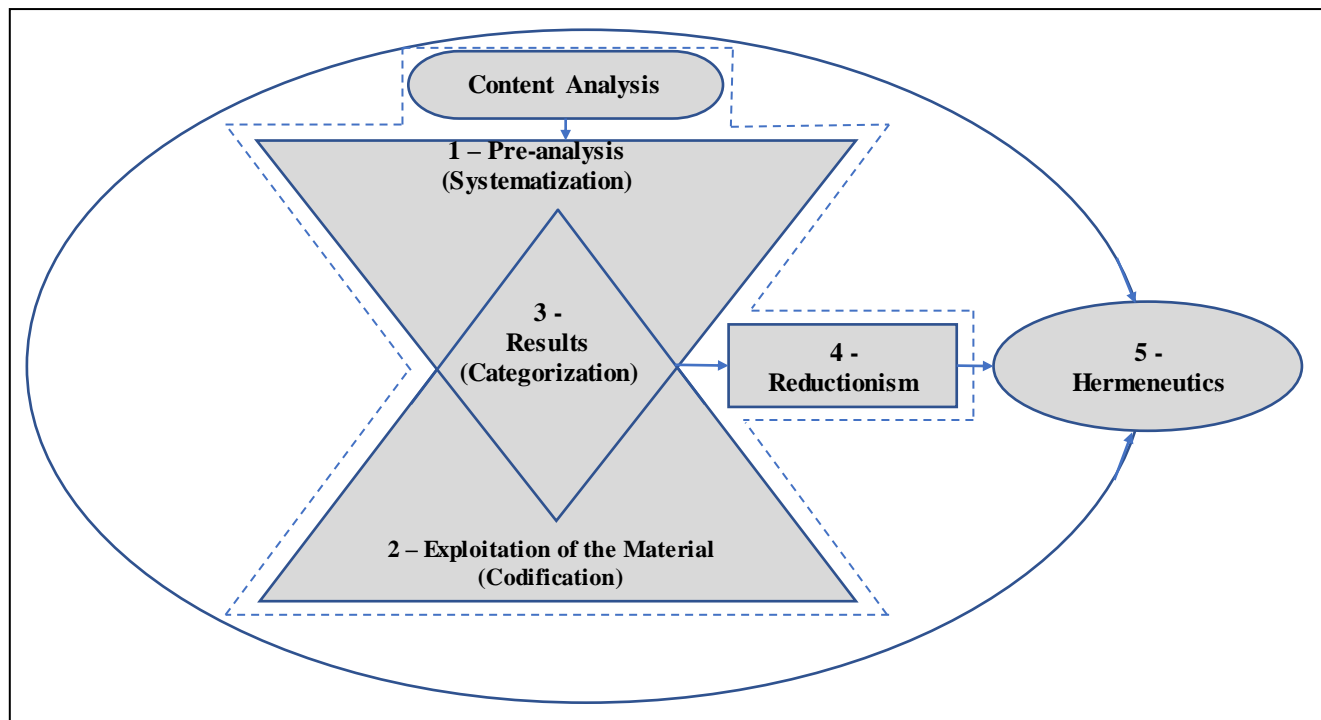 Content Analysis
1 – Pre-analysis
(Systematization)
3 -
Results
(Categorization)
4 -
Reductionism
5 -
Hermeneutics
2 – Exploitation of the Material
(Codification)